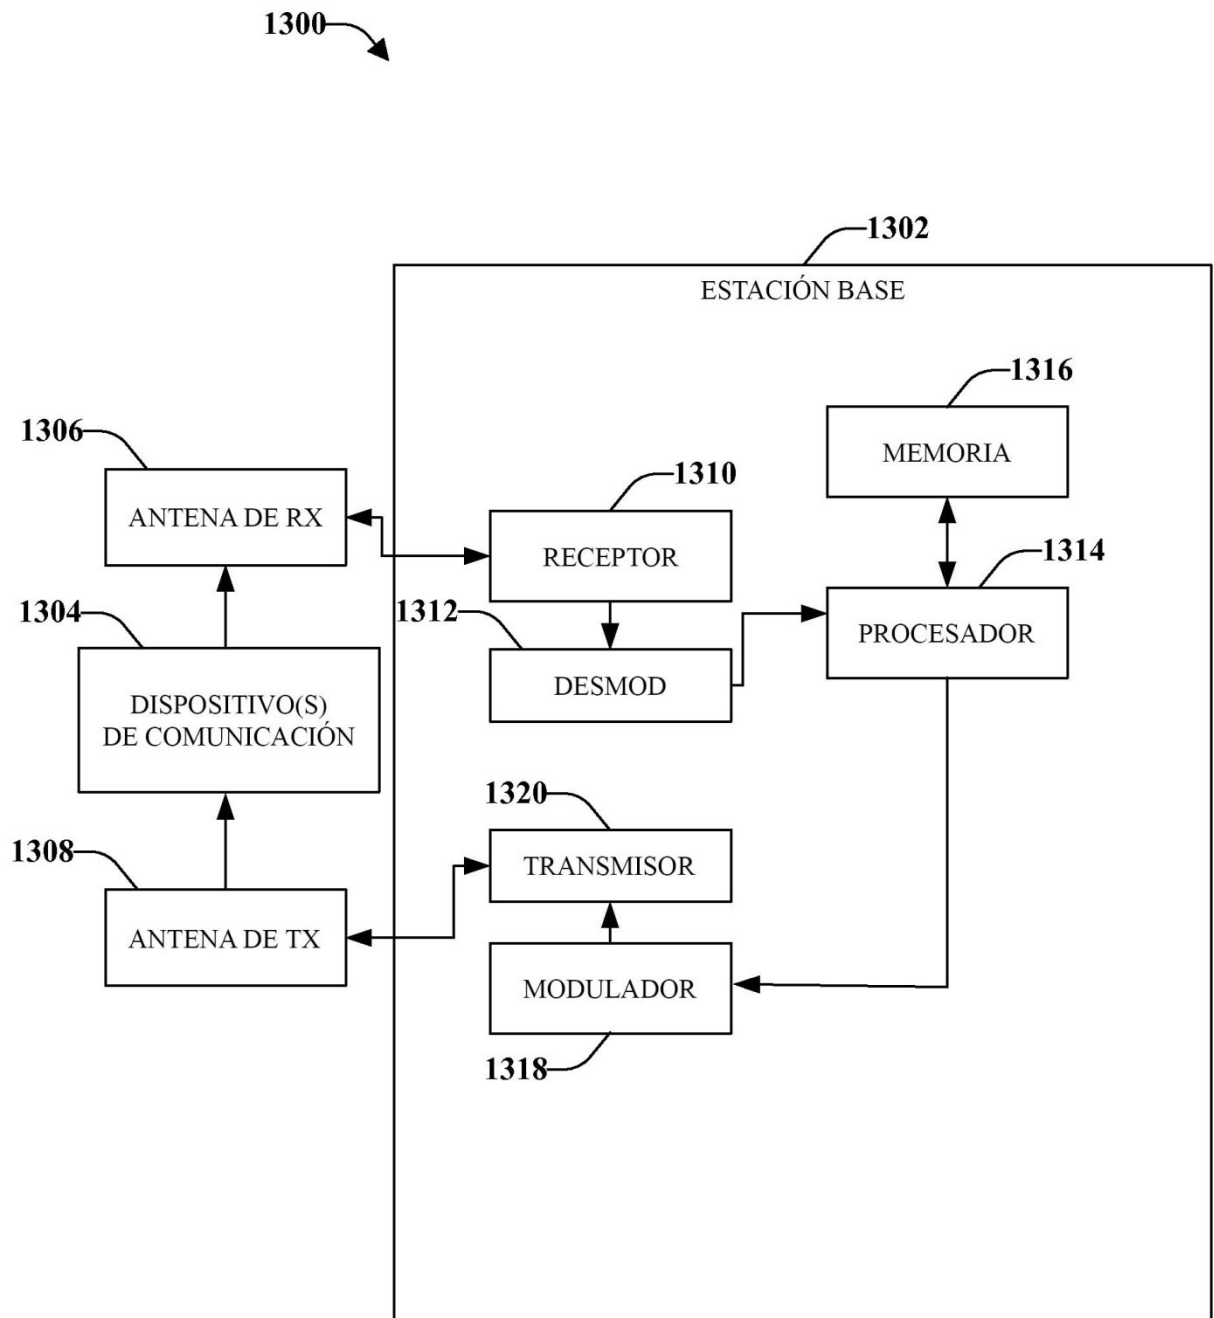 1300
1302
ESTACIÓN BASE
1316
MEMORIA
1306
ANTENA DE RX
1310
RECEPTOR
1314
PROCESADOR
1304
DISPOSITIVO(S)
DE COMUNICACIÓN
1312
DESMOD
1320
TRANSMISOR
1308
ANTENA DE TX
MODULADOR
1318